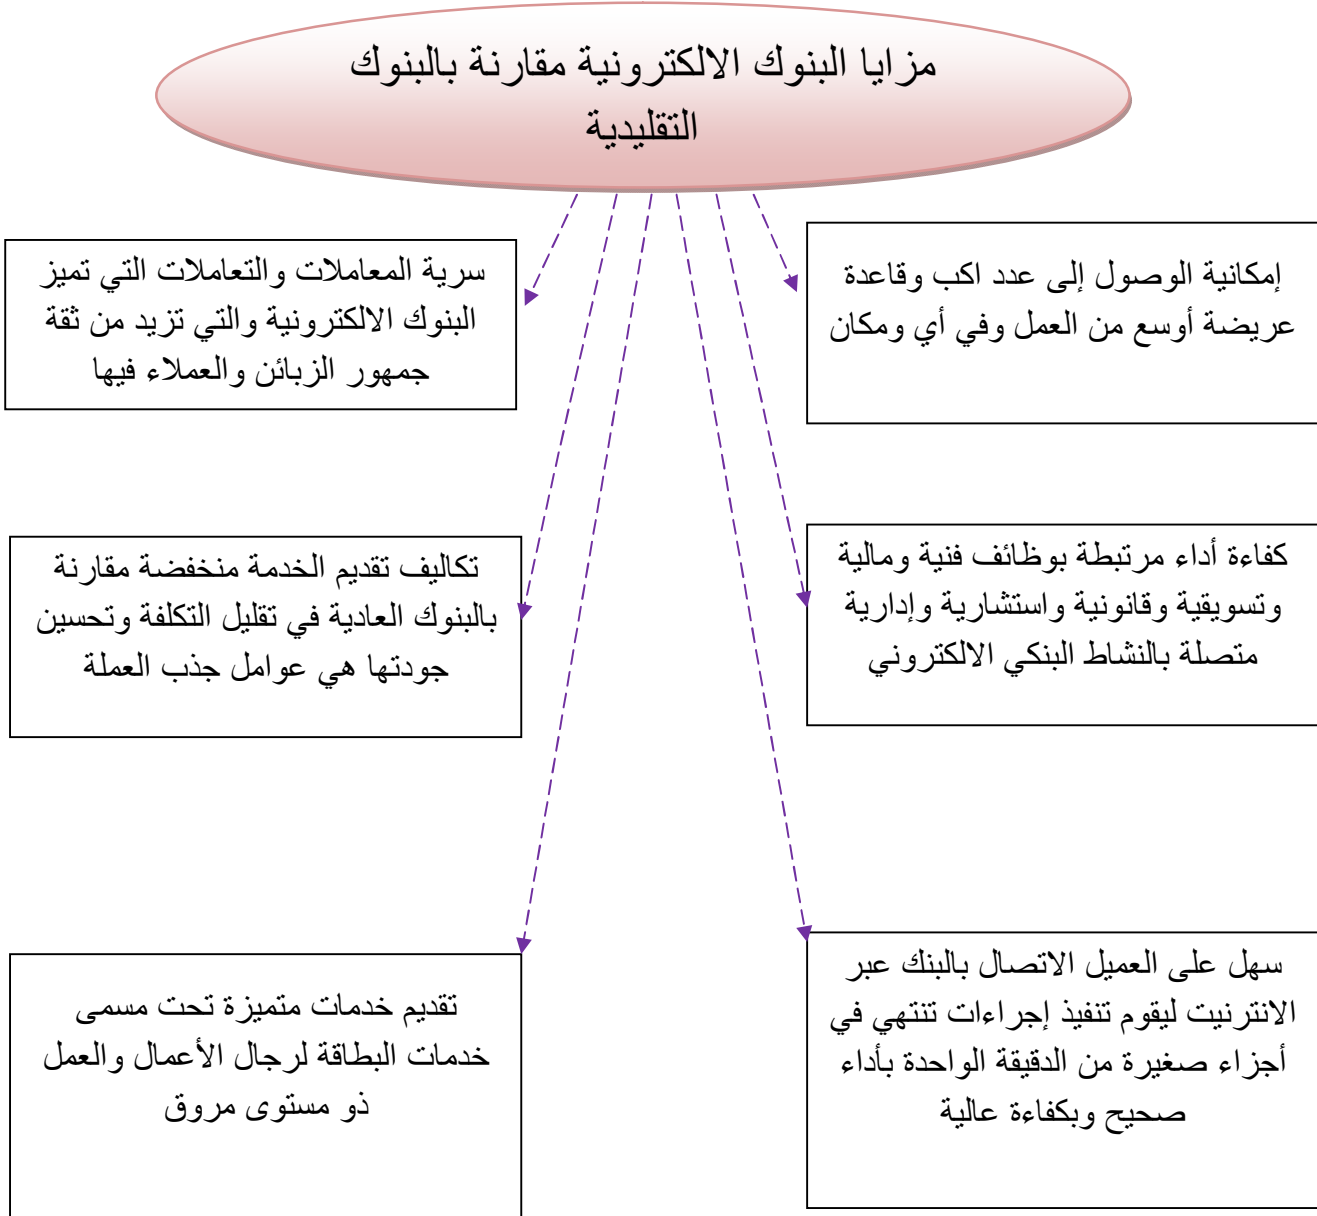 مزايا البنوك الالكترونية مقارنة بالبنوك
التقليدية
إمكانية الوصول إلى عدد اكب وقاعدة
عريضة أوسع من العمل وفي أي ومكان
سرية المعاملات والتعاملات التي تميز
البنوك الالكترونية والتي تزيد من ثقة
جمهور الزبائن والعملاء فيها
كفاءة أداء مرتبطة بوظائف فنية ومالية
وتسويقية وقانونية واستشارية وإدارية
متصلة بالنشاط البنكي الالكتروني
تكاليف تقديم الخدمة منخفضة مقارنة
بالبنوك العادية في تقليل التكلفة وتحسين
جودتها هي عوامل جذب العملة
سهل على العميل الاتصال بالبنك عبر
الانترنيت ليقوم تنفيذ إجراءات تنتهي في
أجزاء صغيرة من الدقيقة الواحدة بأداء
صحيح وبكفاءة عالية
تقديم خدمات متميزة تحت مسمى
خدمات البطاقة لرجال الأعمال والعمل
ذو مستوى مروق